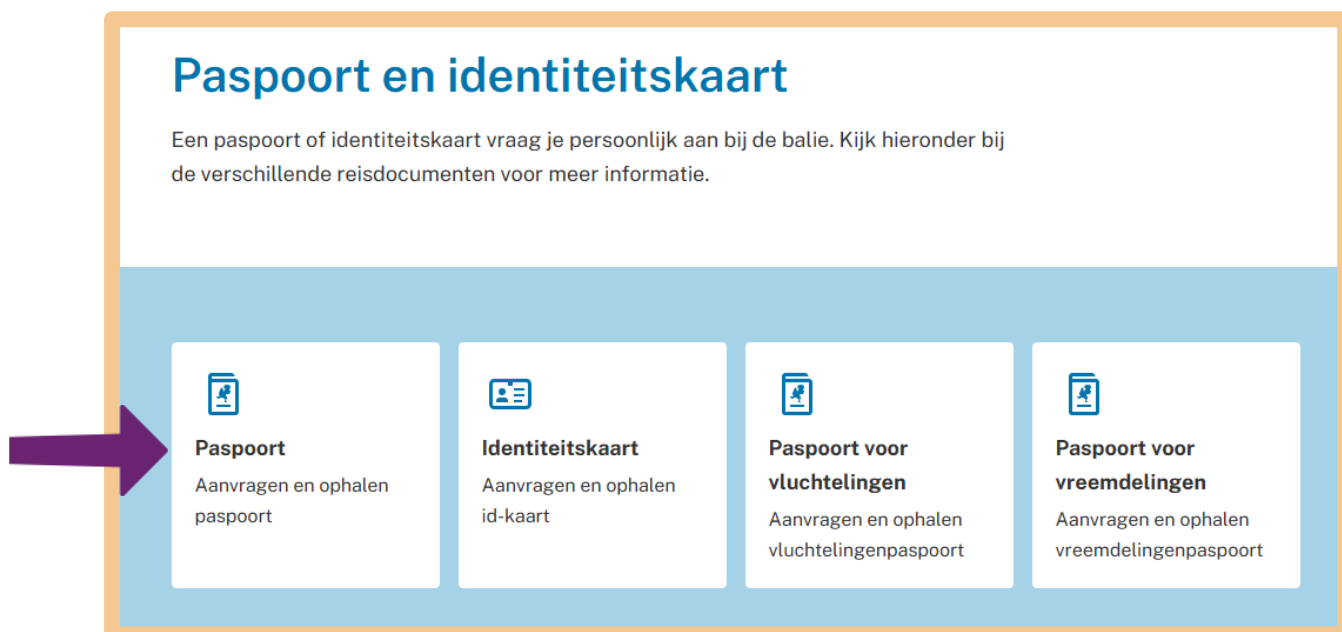 Paspoort en identiteitskaart
Een paspoort of identiteitskaart vraag je persoonlijk aan bij de balie. Kijk hieronder bij
de verschillende reisdocumenten voor meer informatie.
Paspoort
Aanvragen en ophalen
paspoort
Identiteitskaart
Aanvragen en ophalen
id-kaart
Paspoort voor
vluchtelingen
Aanvragen en ophalen
vluchtelingenpaspoort
Paspoort voor
vreemdelingen
Aanvragen en ophalen
vreemdelingenpaspoort